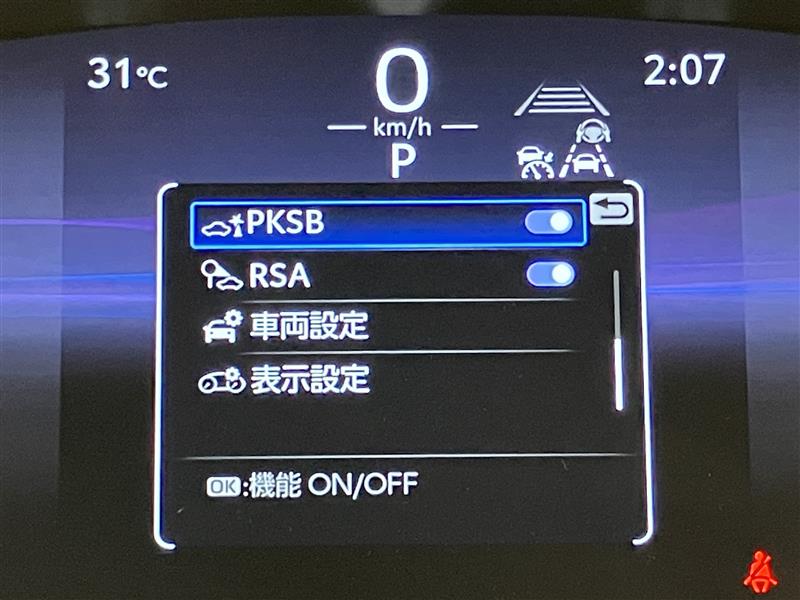 31℃
0
2:07
km/h
P
PKSB
RSA
車両設定
表示設定
OK:機能 ON/OFF